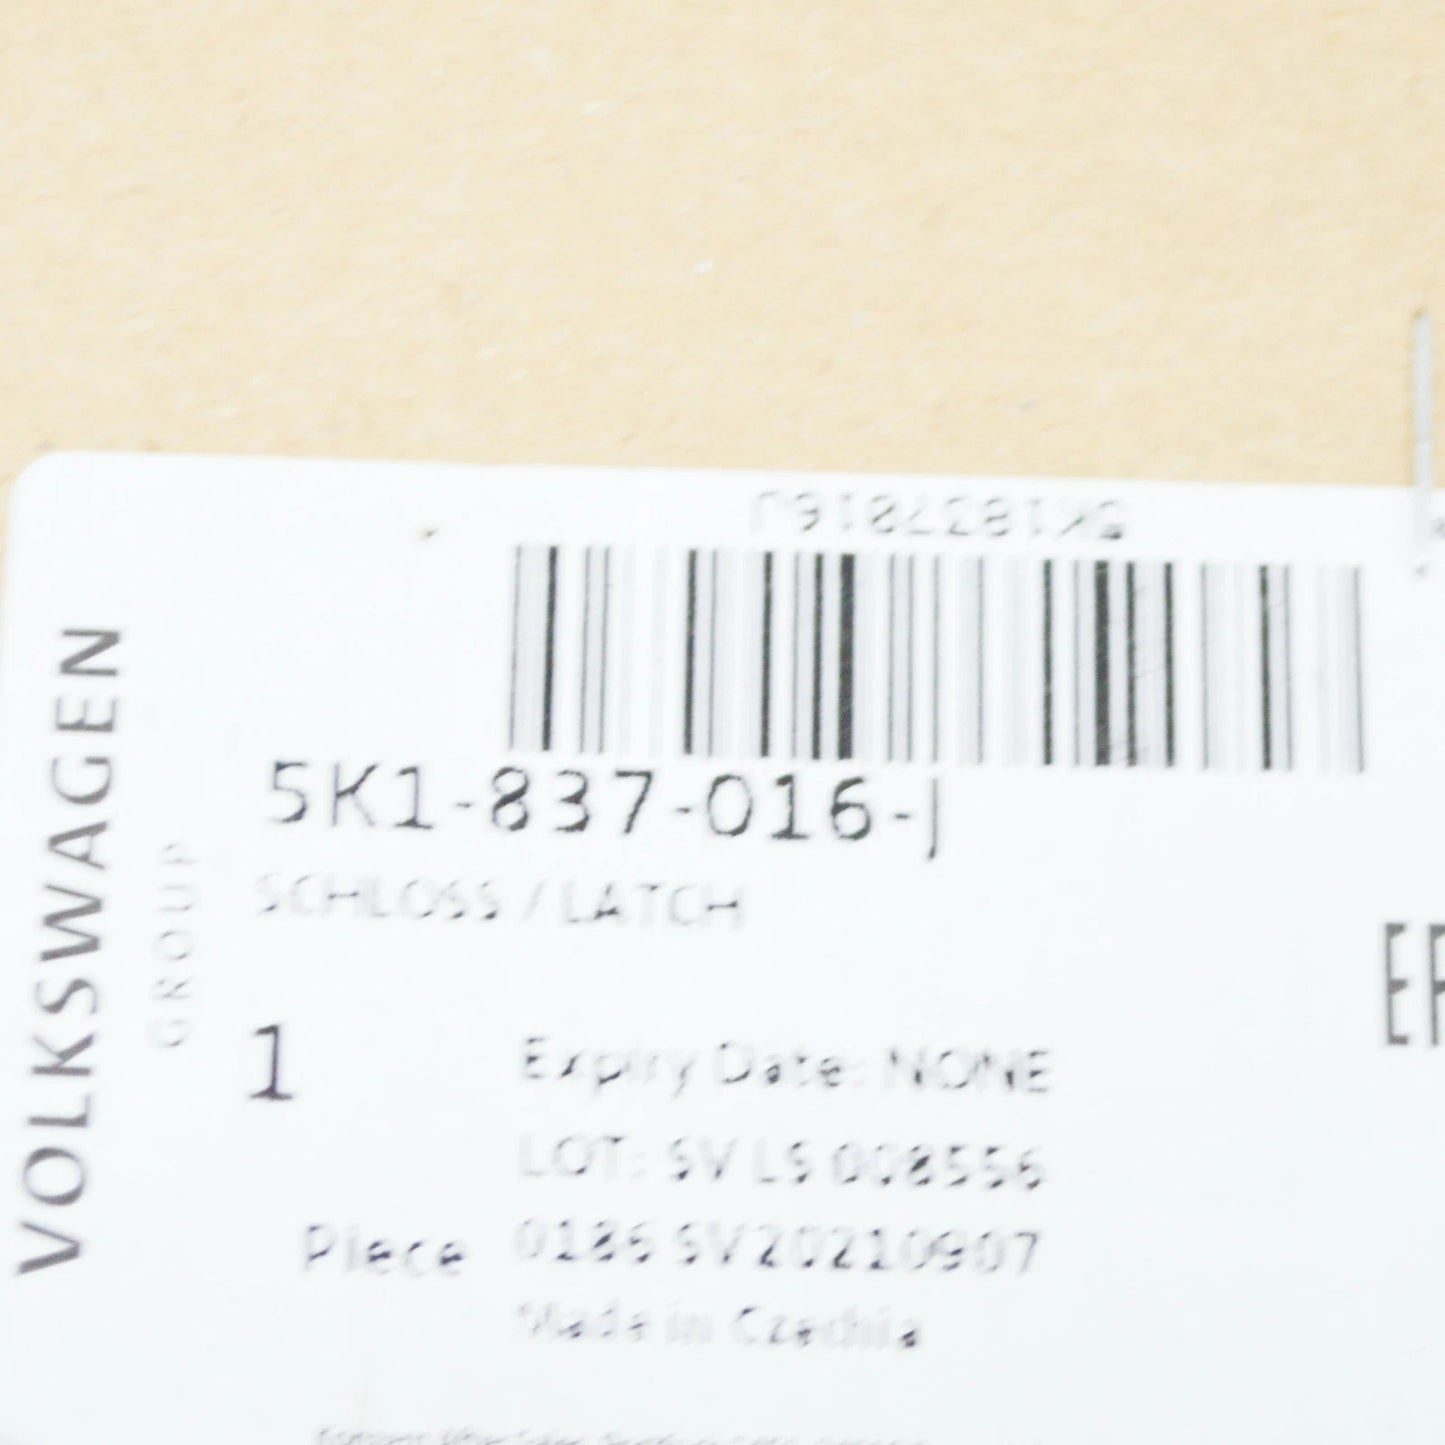 5K1837016J
5K1-837-016-J
SCHLOSS / LATCH
VOLKSWAGEN
GROUP
1
Expiry Date: NONE
LOT: SV LS 008556
Piece
0186 SV20210907
Made in Czechia